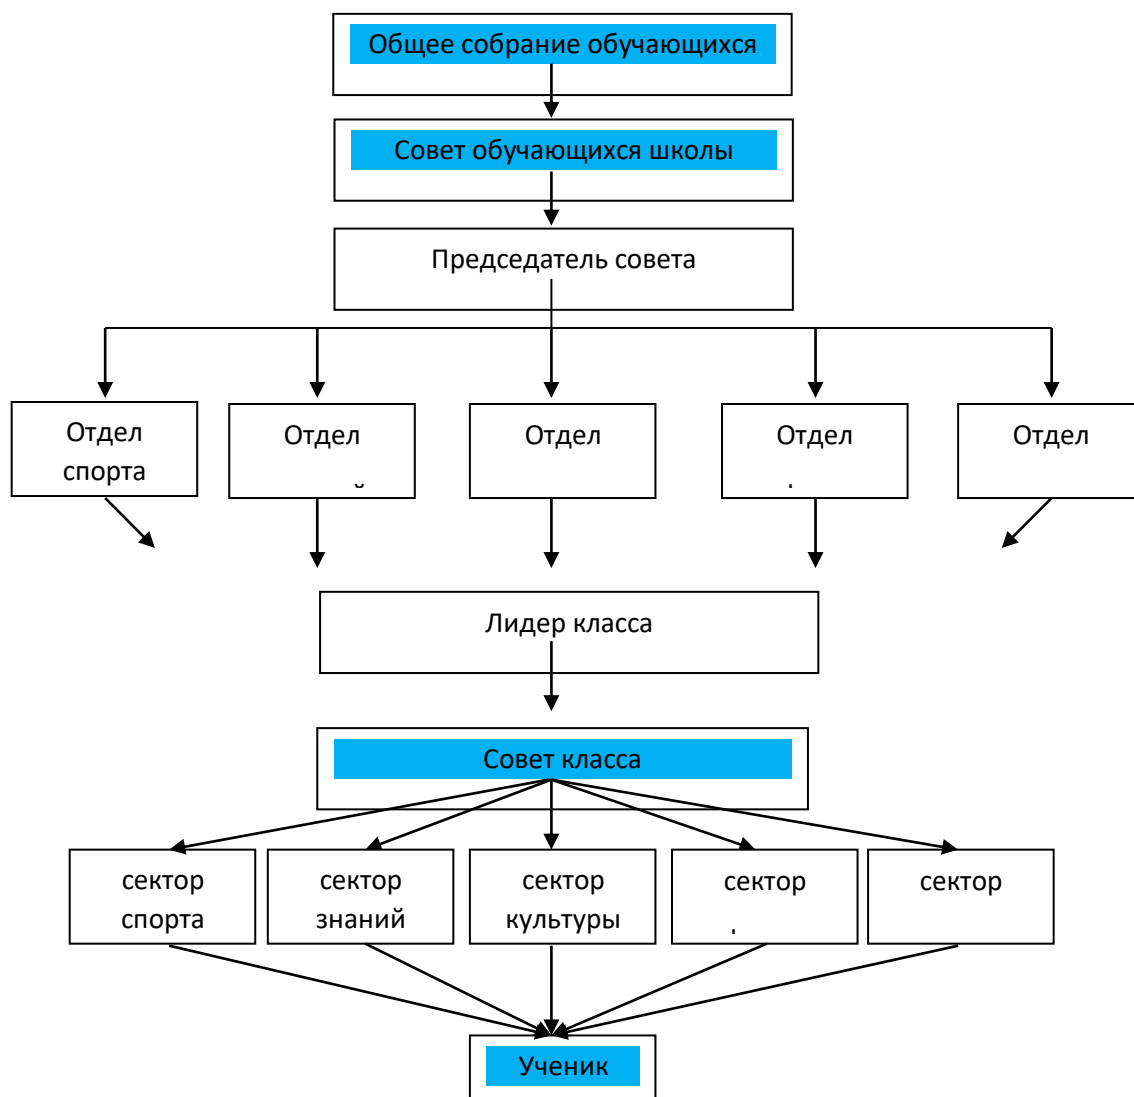 Общее собрание обучающихся
Совет обучающихся школы
Председатель совета
Отдел
спорта
Отдел
Отдел
Отдел
Отдел
Лидер класса
Совет класса
сектор
спорта
сектор
знаний
сектор
культуры
сектор
сектор
Ученик